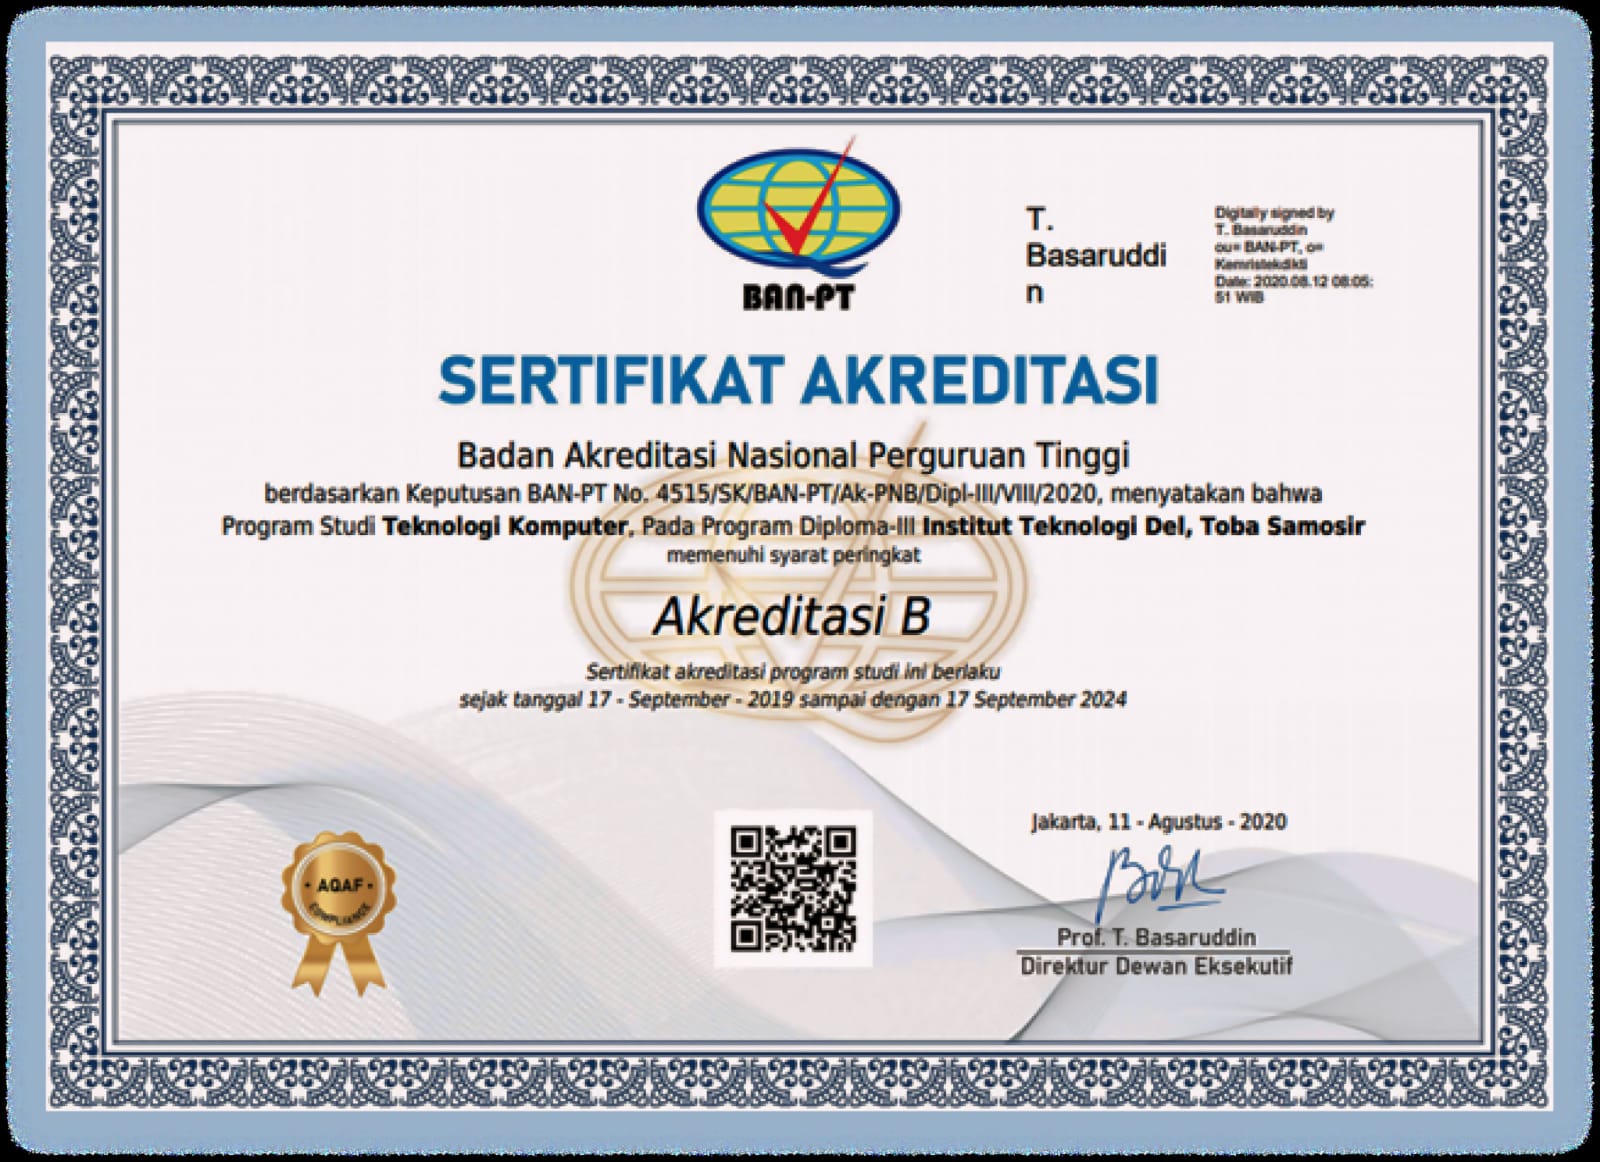 BAN-PT
T.
Basaruddi
n
Digitally signed by
T. Basaruddin
ou= BAN-PT, o=
Kemristekdikti
Date: 2020.08.12 08:05:
51 WIB
SERTIFIKAT AKREDITASI
Badan Akreditasi Nasional Perguruan Tinggi
berdasarkan Keputusan BAN-PT No. 4515/SK/BAN-PT/Ak-PNB/Dipl-III/VIII/2020, menyatakan bahwa
Program Studi Teknologi Komputer, Pada Program Diploma-III Institut Teknologi Del, Toba Samosir
memenuhi syarat peringkat
Akreditasi B
Sertifikat akreditasi program studi ini berlaku
sejak tanggal 17 - September - 2019 sampai dengan 17 September 2024
AQAF
COMPLIANCE
Jakarta, 11 - Agustus - 2020
Prof. T. Basaruddin
Direktur Dewan Eksekutif